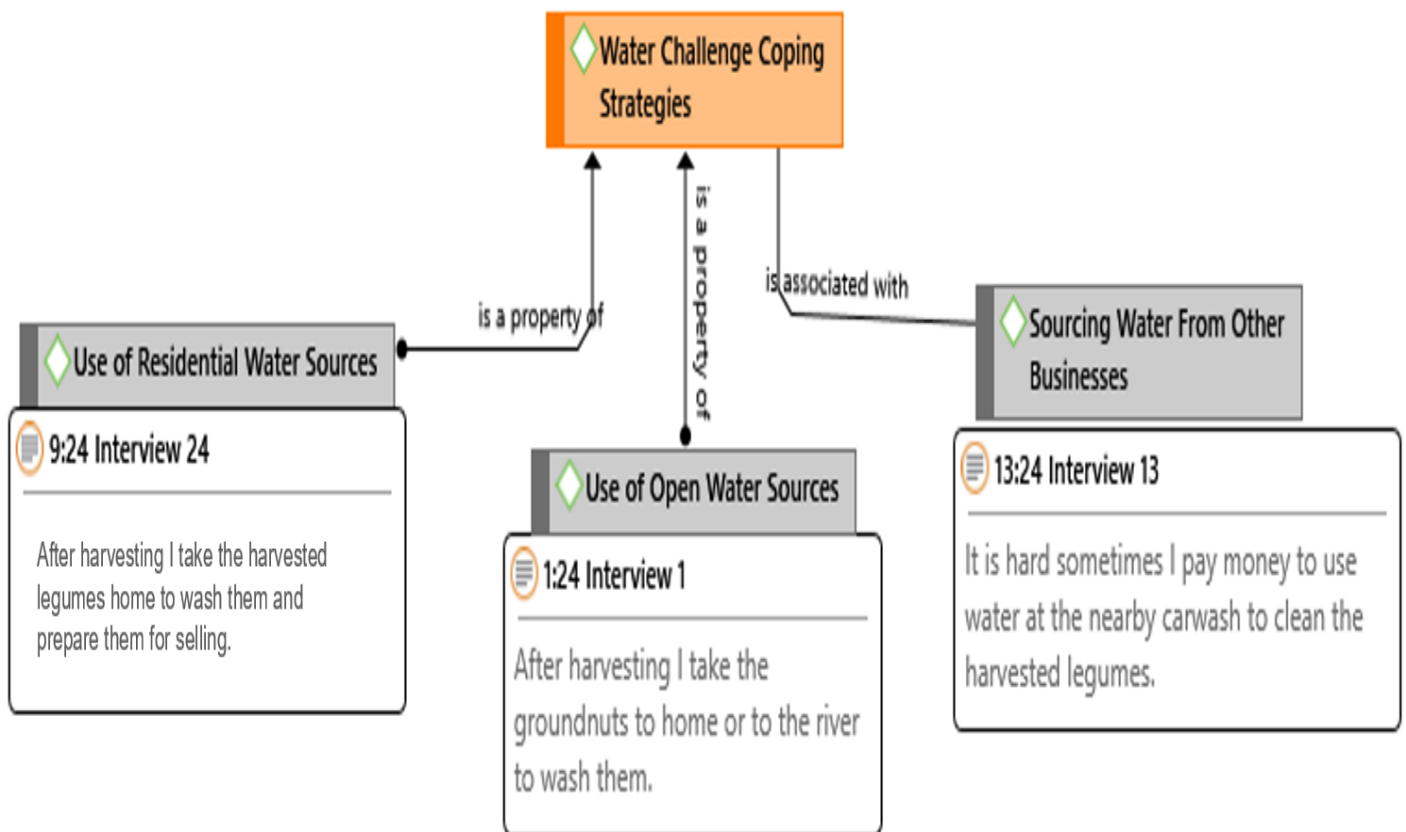 Water Challenge Coping
Strategies
is a property of
is a property of
is associated with
Use of Residential Water Sources
9:24 Interview 24
After harvesting I take the harvested
legumes home to wash them and
prepare them for selling.
Use of Open Water Sources
1:24 Interview 1
After harvesting I take the
groundnuts to home or to the river
to wash them.
Sourcing Water From Other
Businesses
13:24 Interview 13
It is hard sometimes I pay money to use
water at the nearby carwash to clean the
harvested legumes.